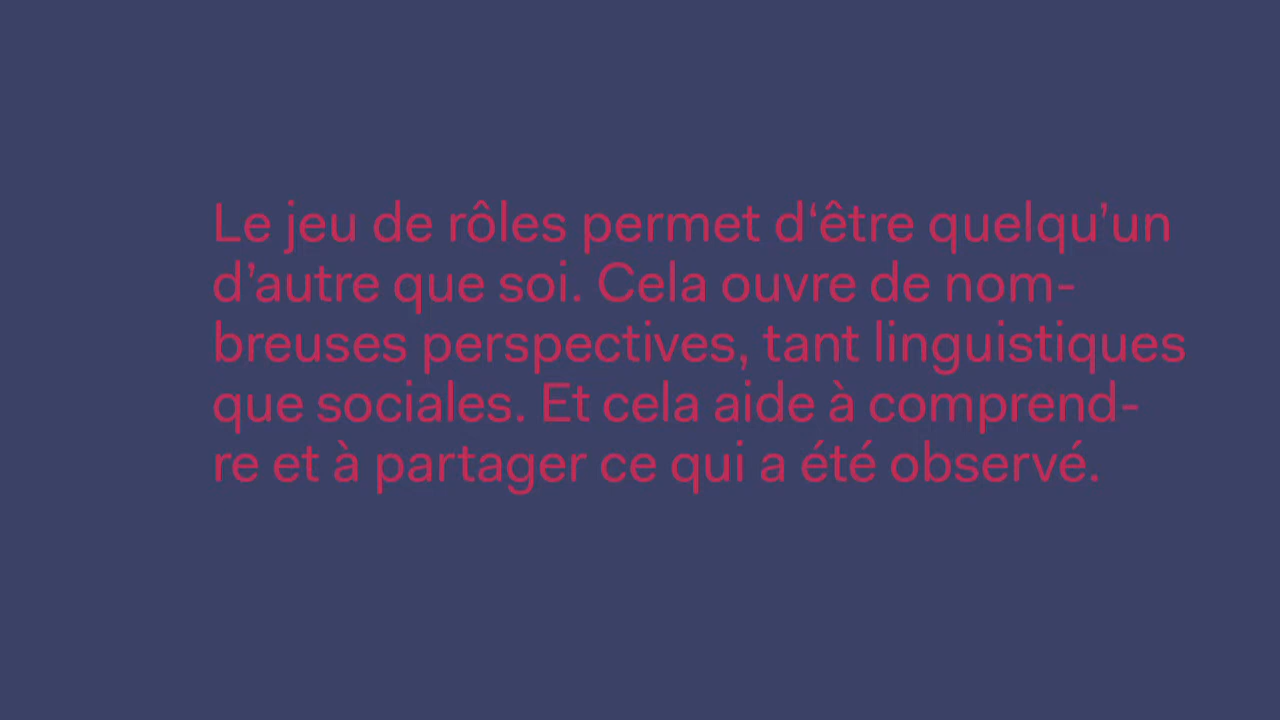 Le jeu de rôles permet d‘être quelqu’un
d’autre que soi. Cela ouvre de nom-
breuses perspectives, tant linguistiques
que sociales. Et cela aide à comprend-
re et à partager ce qui a été observé.